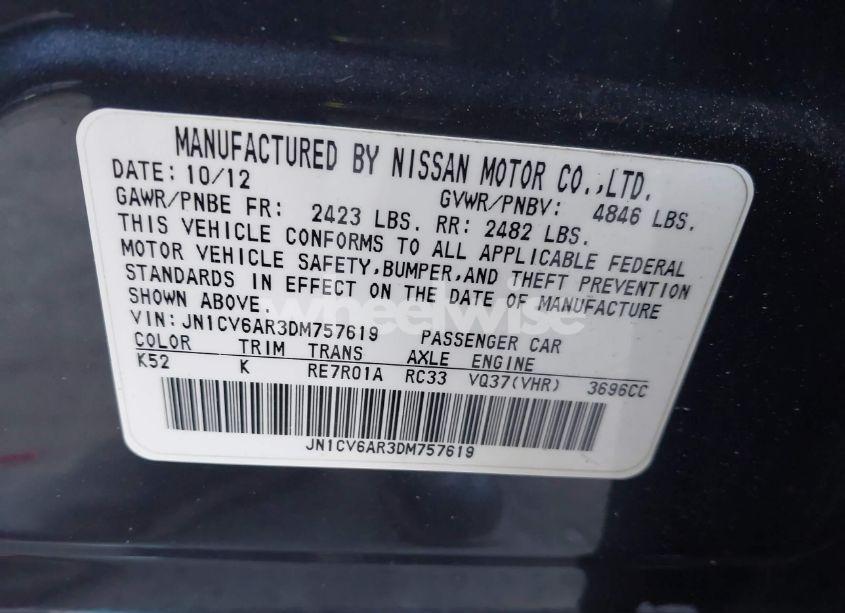 MANUFACTURED BY NISSAN MOTOR CO.,LTD.
DATE: 10/12 GVWR/PNBV: 4846 LBS.
GAWR/PNBE FR: 2423 LBS. RR: 2482 LBS.
THIS VEHICLE CONFORMS TO ALL APPLICABLE FEDERAL
MOTOR VEHICLE SAFETY,BUMPER,AND THEFT PREVENTION
STANDARDS IN EFFECT ON THE DATE OF MANUFACTURE
SHOWN ABOVE.
wheelwise
VIN:JN1CV6AR3DM757619 PASSENGER CAR
COLOR TRIM TRANS AXLE ENGINE
K52 K RE7R01A RC33 VQ37(VHR) 3696CC
JN1CV6AR3DM757619